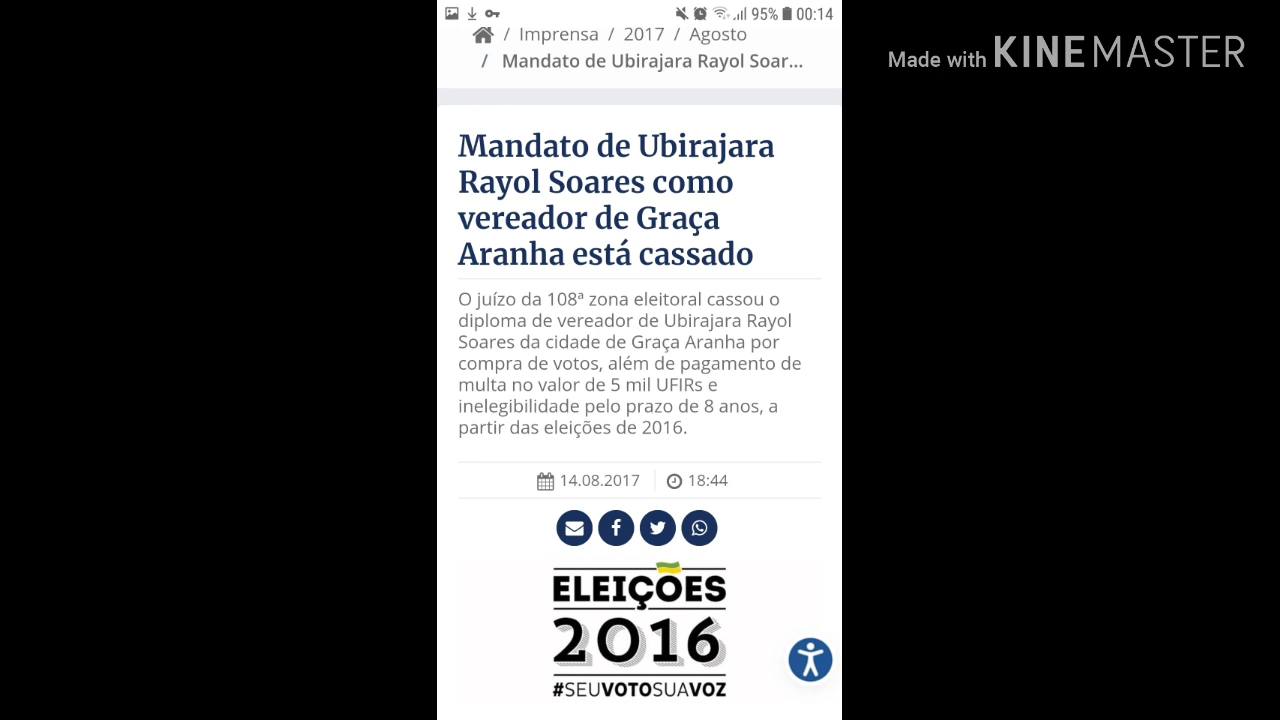 95% 00:14
/ Imprensa / 2017 / Agosto
/ Mandato de Ubirajara Rayol Soar...
Made with KINEMASTER
Mandato de Ubirajara
Rayol Soares como
vereador de Graça
Aranha está cassado
O juízo da 108ª zona eleitoral cassou o
diploma de vereador de Ubirajara Rayol
Soares da cidade de Graça Aranha por
compra de votos, além de pagamento de
multa no valor de 5 mil UFIRs e
inelegibilidade pelo prazo de 8 anos, a
partir das eleições de 2016.
14.08.2017 18:44
ELEIÇÕES
2016
#SEUVOTOSUAVOZ